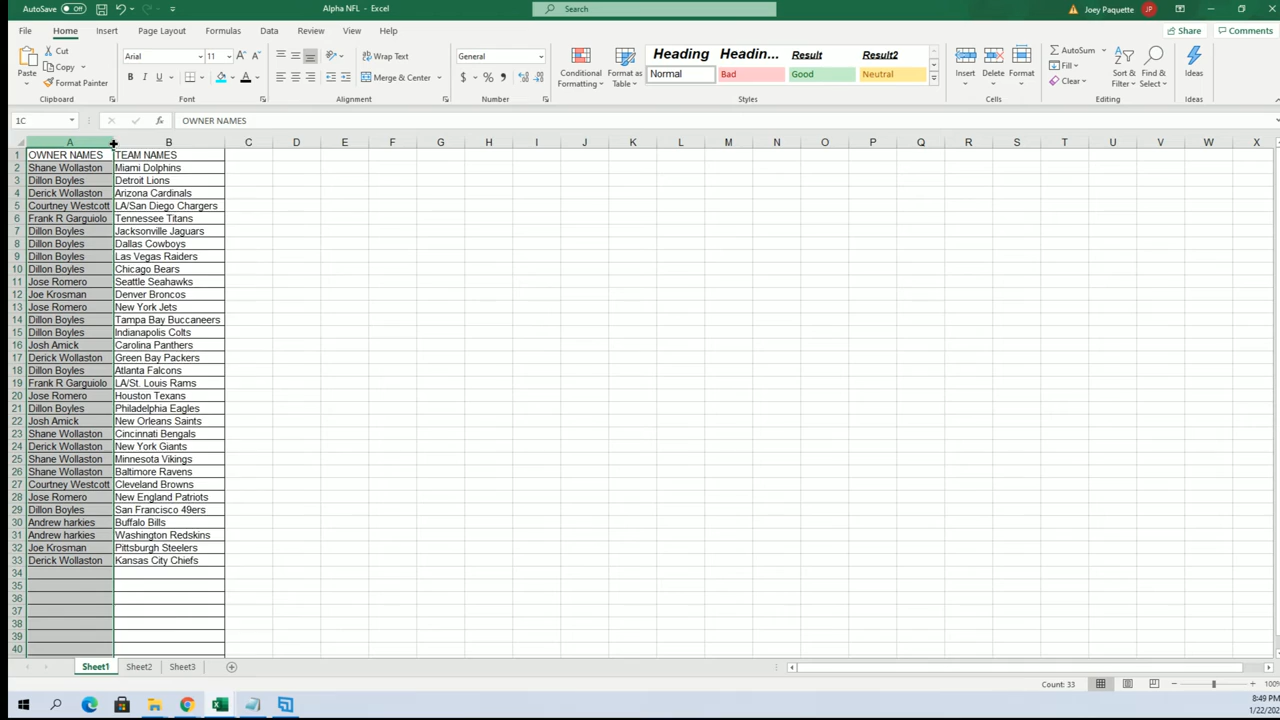 AutoSave Off Alpha NFL - Excel Search Joey Paquette JP
File Home Insert Page Layout Formulas Data Review View Help Share Comments
Paste Cut Copy Format Painter Clipboard
Arial 11 A A B I U A Font
Wrap Text Merge & Center Alignment
General $ % , Number
Conditional Formatting Format as Table
Heading Headin... Result Result2
Normal Bad Good Neutral
Styles
Insert Delete Format Cells
AutoSum Fill Clear Sort & Filter Find & Select Editing
Ideas Ideas
1C fx OWNER NAMES
A B C D E F G H I J K L M N O P Q R S T U V W X
1 OWNER NAMES TEAM NAMES
2 Shane Wollaston Miami Dolphins
3 Dillon Boyles Detroit Lions
4 Derick Wollaston Arizona Cardinals
5 Courtney Westcott LA/San Diego Chargers
6 Frank R Garguiolo Tennessee Titans
7 Dillon Boyles Jacksonville Jaguars
8 Dillon Boyles Dallas Cowboys
9 Dillon Boyles Las Vegas Raiders
10 Dillon Boyles Chicago Bears
11 Jose Romero Seattle Seahawks
12 Joe Krosman Denver Broncos
13 Jose Romero New York Jets
14 Dillon Boyles Tampa Bay Buccaneers
15 Dillon Boyles Indianapolis Colts
16 Josh Amick Carolina Panthers
17 Derick Wollaston Green Bay Packers
18 Dillon Boyles Atlanta Falcons
19 Frank R Garguiolo LA/St. Louis Rams
20 Jose Romero Houston Texans
21 Dillon Boyles Philadelphia Eagles
22 Josh Amick New Orleans Saints
23 Shane Wollaston Cincinnati Bengals
24 Derick Wollaston New York Giants
25 Shane Wollaston Minnesota Vikings
26 Shane Wollaston Baltimore Ravens
27 Courtney Westcott Cleveland Browns
28 Jose Romero New England Patriots
29 Dillon Boyles San Francisco 49ers
30 Andrew harkies Buffalo Bills
31 Andrew harkies Washington Redskins
32 Joe Krosman Pittsburgh Steelers
33 Derick Wollaston Kansas City Chiefs
34
35
36
37
38
39
40
Sheet1 Sheet2 Sheet3
Count: 33 100%
8:49 PM
1/22/202